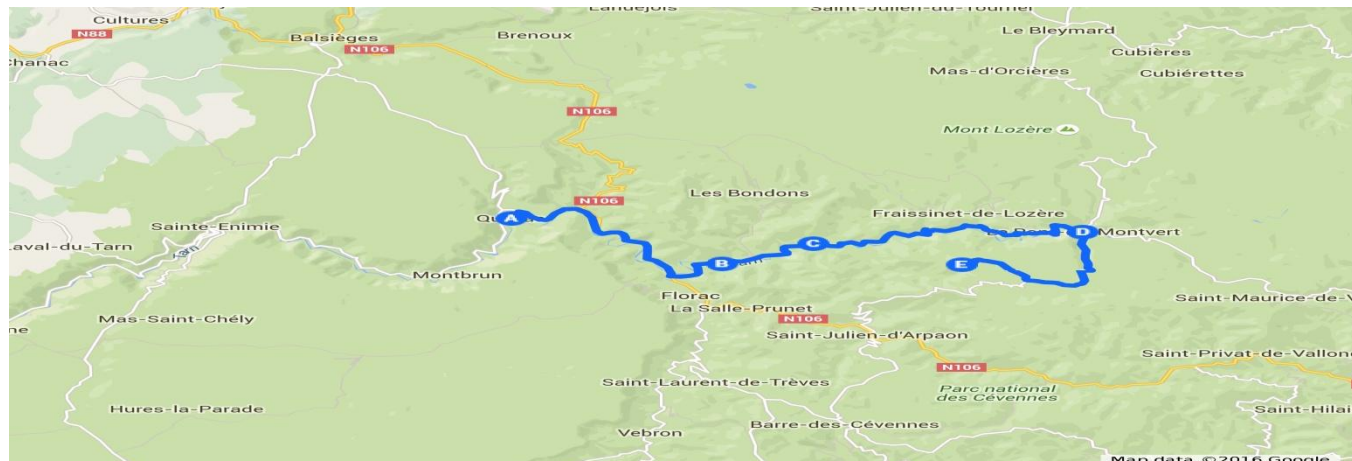 Landejols
Saint-Julien-du-Tournel
Cultures
N88
Balsièges
Brenoux
Le Bleymard
N106
Cubières
Chanac
Mas-d'Orcières
Cubiérettes
N106
Mont Lozère
Les Bondons
N106
Fraissinet-de-Lozère
A
Sainte-Enimie
D
Montvert
Laval-du-Tarn
C
Tarn
B
E
Montbrun
Florac
Saint-Maurice-de-V
La Salle-Prunet
Mas-Saint-Chély
N106
Saint-Julien-d'Arpaon
Saint-Privat-de-Vallon
N106
Saint-Laurent-de-Trèves
Parc national
des Cévennes
Hures-la-Parade
Saint-Hilai
Barre-des-Cévennes
Vebron
Map data ©2016 Google